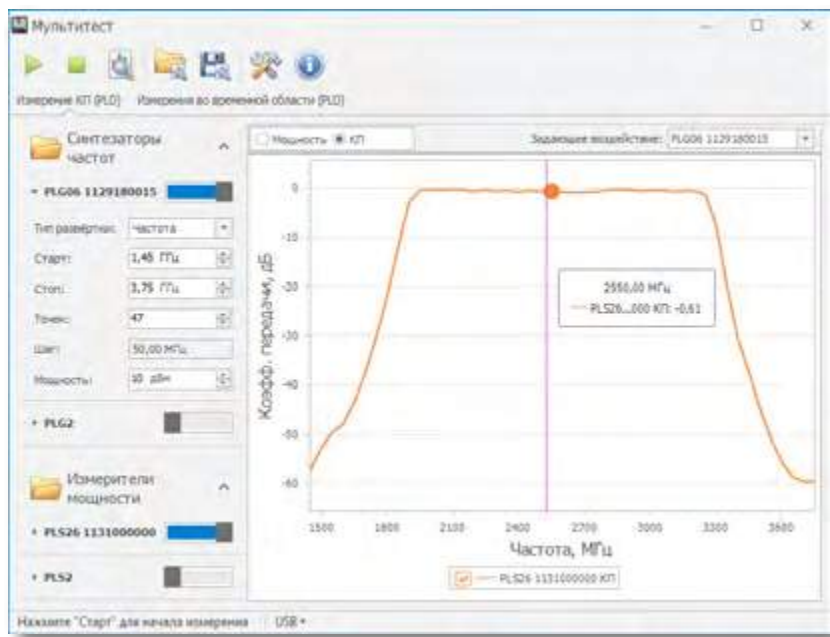 Мультитест
Измерение КП (PLD) Измерения во временной области (PLD)
Синтезаторы
частот
PLG06 1129180015
Тип развёртки: Частота
Старт: 1,45 ГГц
Стоп: 3,75 ГГц
Точек: 47
Шаг: 50,00 МГц
Мощность: 10 дБм
PLG2
Измерители
мощности
PLS26 1131000000
PLS2
Мощность КП
Задающее воздействие: PLG06 1129180015
Коэфф. передачи, дБ
0
-10
-20
-30
-40
-50
-60
2550,00 МГц
PLS26...000 КП: -0,61
1500 1800 2100 2400 2700 3000 3300 3600
Частота, МГц
PLS26 1131000000 КП
Нажмите "Старт" для начала измерения USB